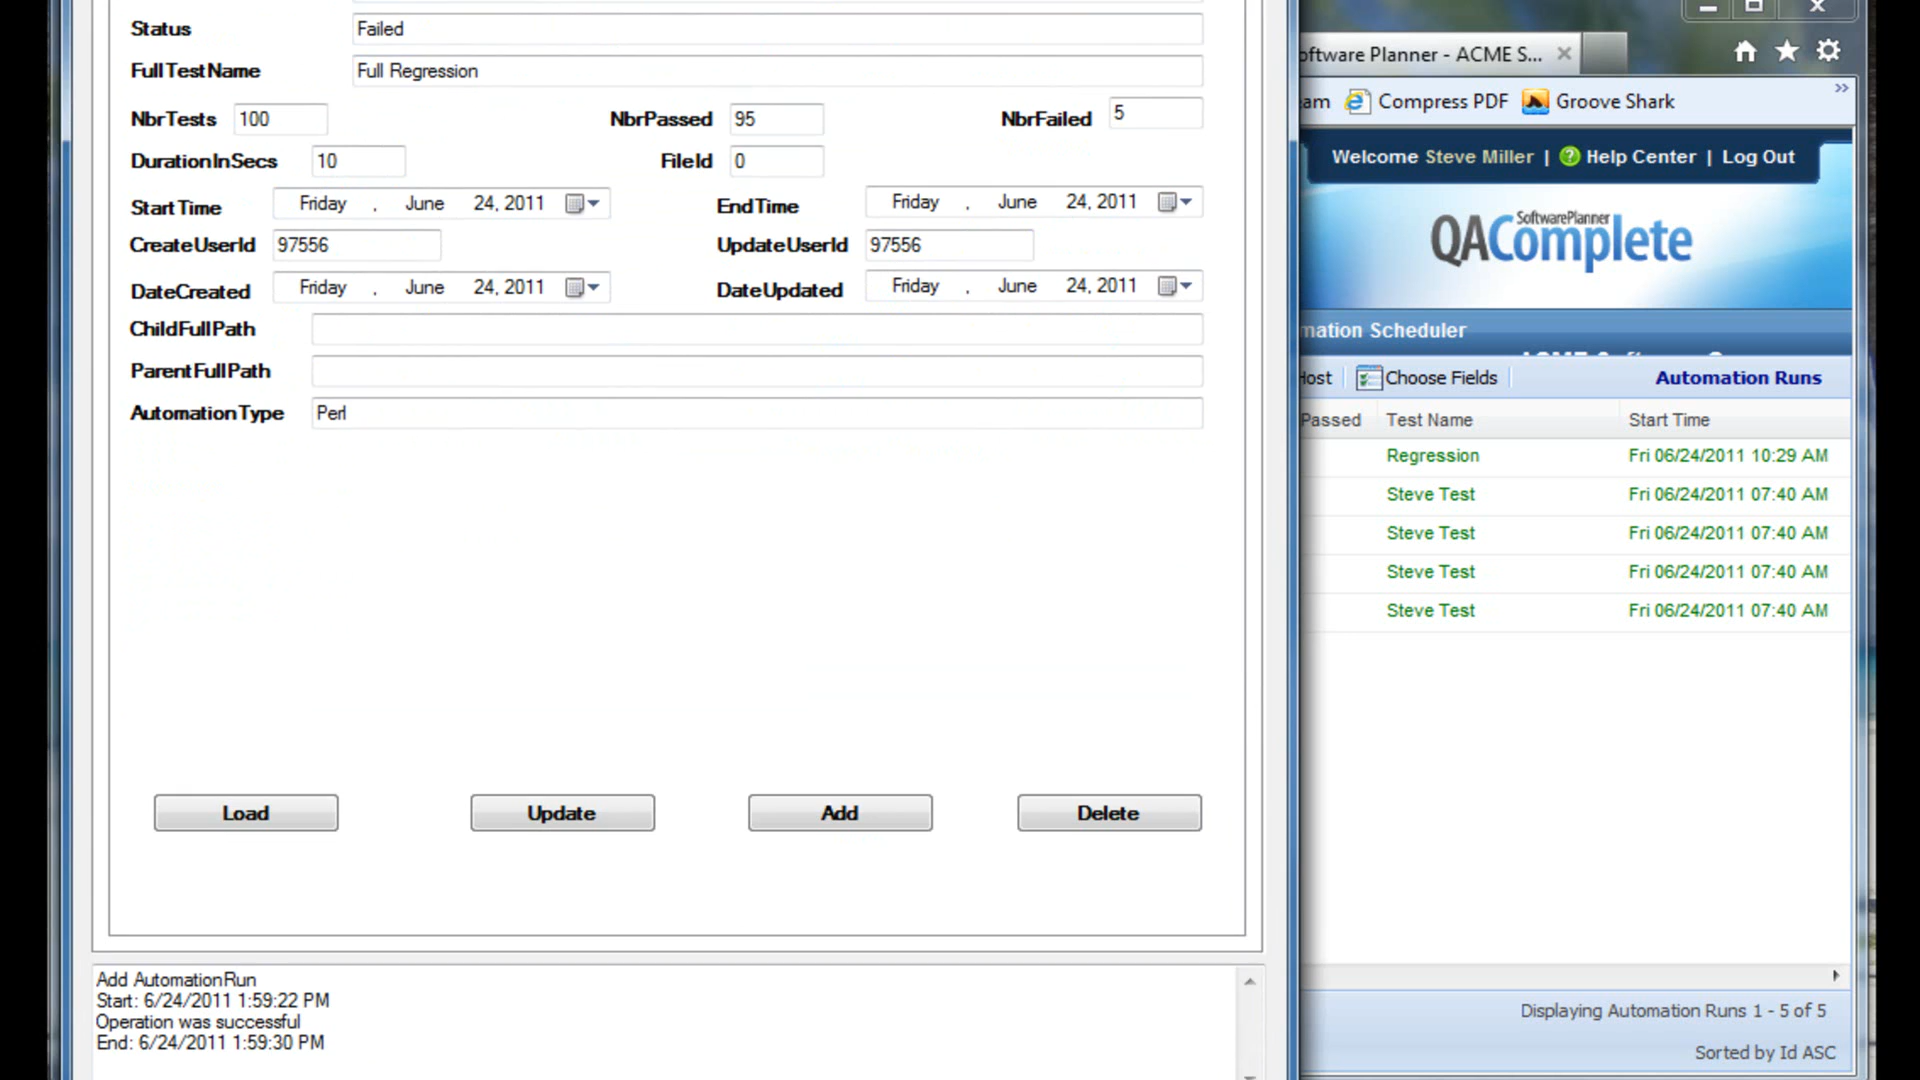 Status Failed
FullTestName Full Regression
NbrTests 100 NbrPassed 95 NbrFailed 5
DurationInSecs 10 FileId 0
StartTime Friday , June 24, 2011 EndTime Friday , June 24, 2011
CreateUserId 97556 UpdateUserId 97556
DateCreated Friday , June 24, 2011 DateUpdated Friday , June 24, 2011
ChildFullPath
ParentFullPath
AutomationType Perl
Load Update Add Delete
Add AutomationRun
Start: 6/24/2011 1:59:22 PM
Operation was successful
End: 6/24/2011 1:59:30 PM
oftware Planner - ACME S...
am Compress PDF Groove Shark
Welcome Steve Miller | Help Center | Log Out
SoftwarePlanner
QAComplete
mation Scheduler
Host Choose Fields Automation Runs
Passed Test Name Start Time
Regression Fri 06/24/2011 10:29 AM
Steve Test Fri 06/24/2011 07:40 AM
Steve Test Fri 06/24/2011 07:40 AM
Steve Test Fri 06/24/2011 07:40 AM
Steve Test Fri 06/24/2011 07:40 AM
Displaying Automation Runs 1 - 5 of 5
Sorted by Id ASC